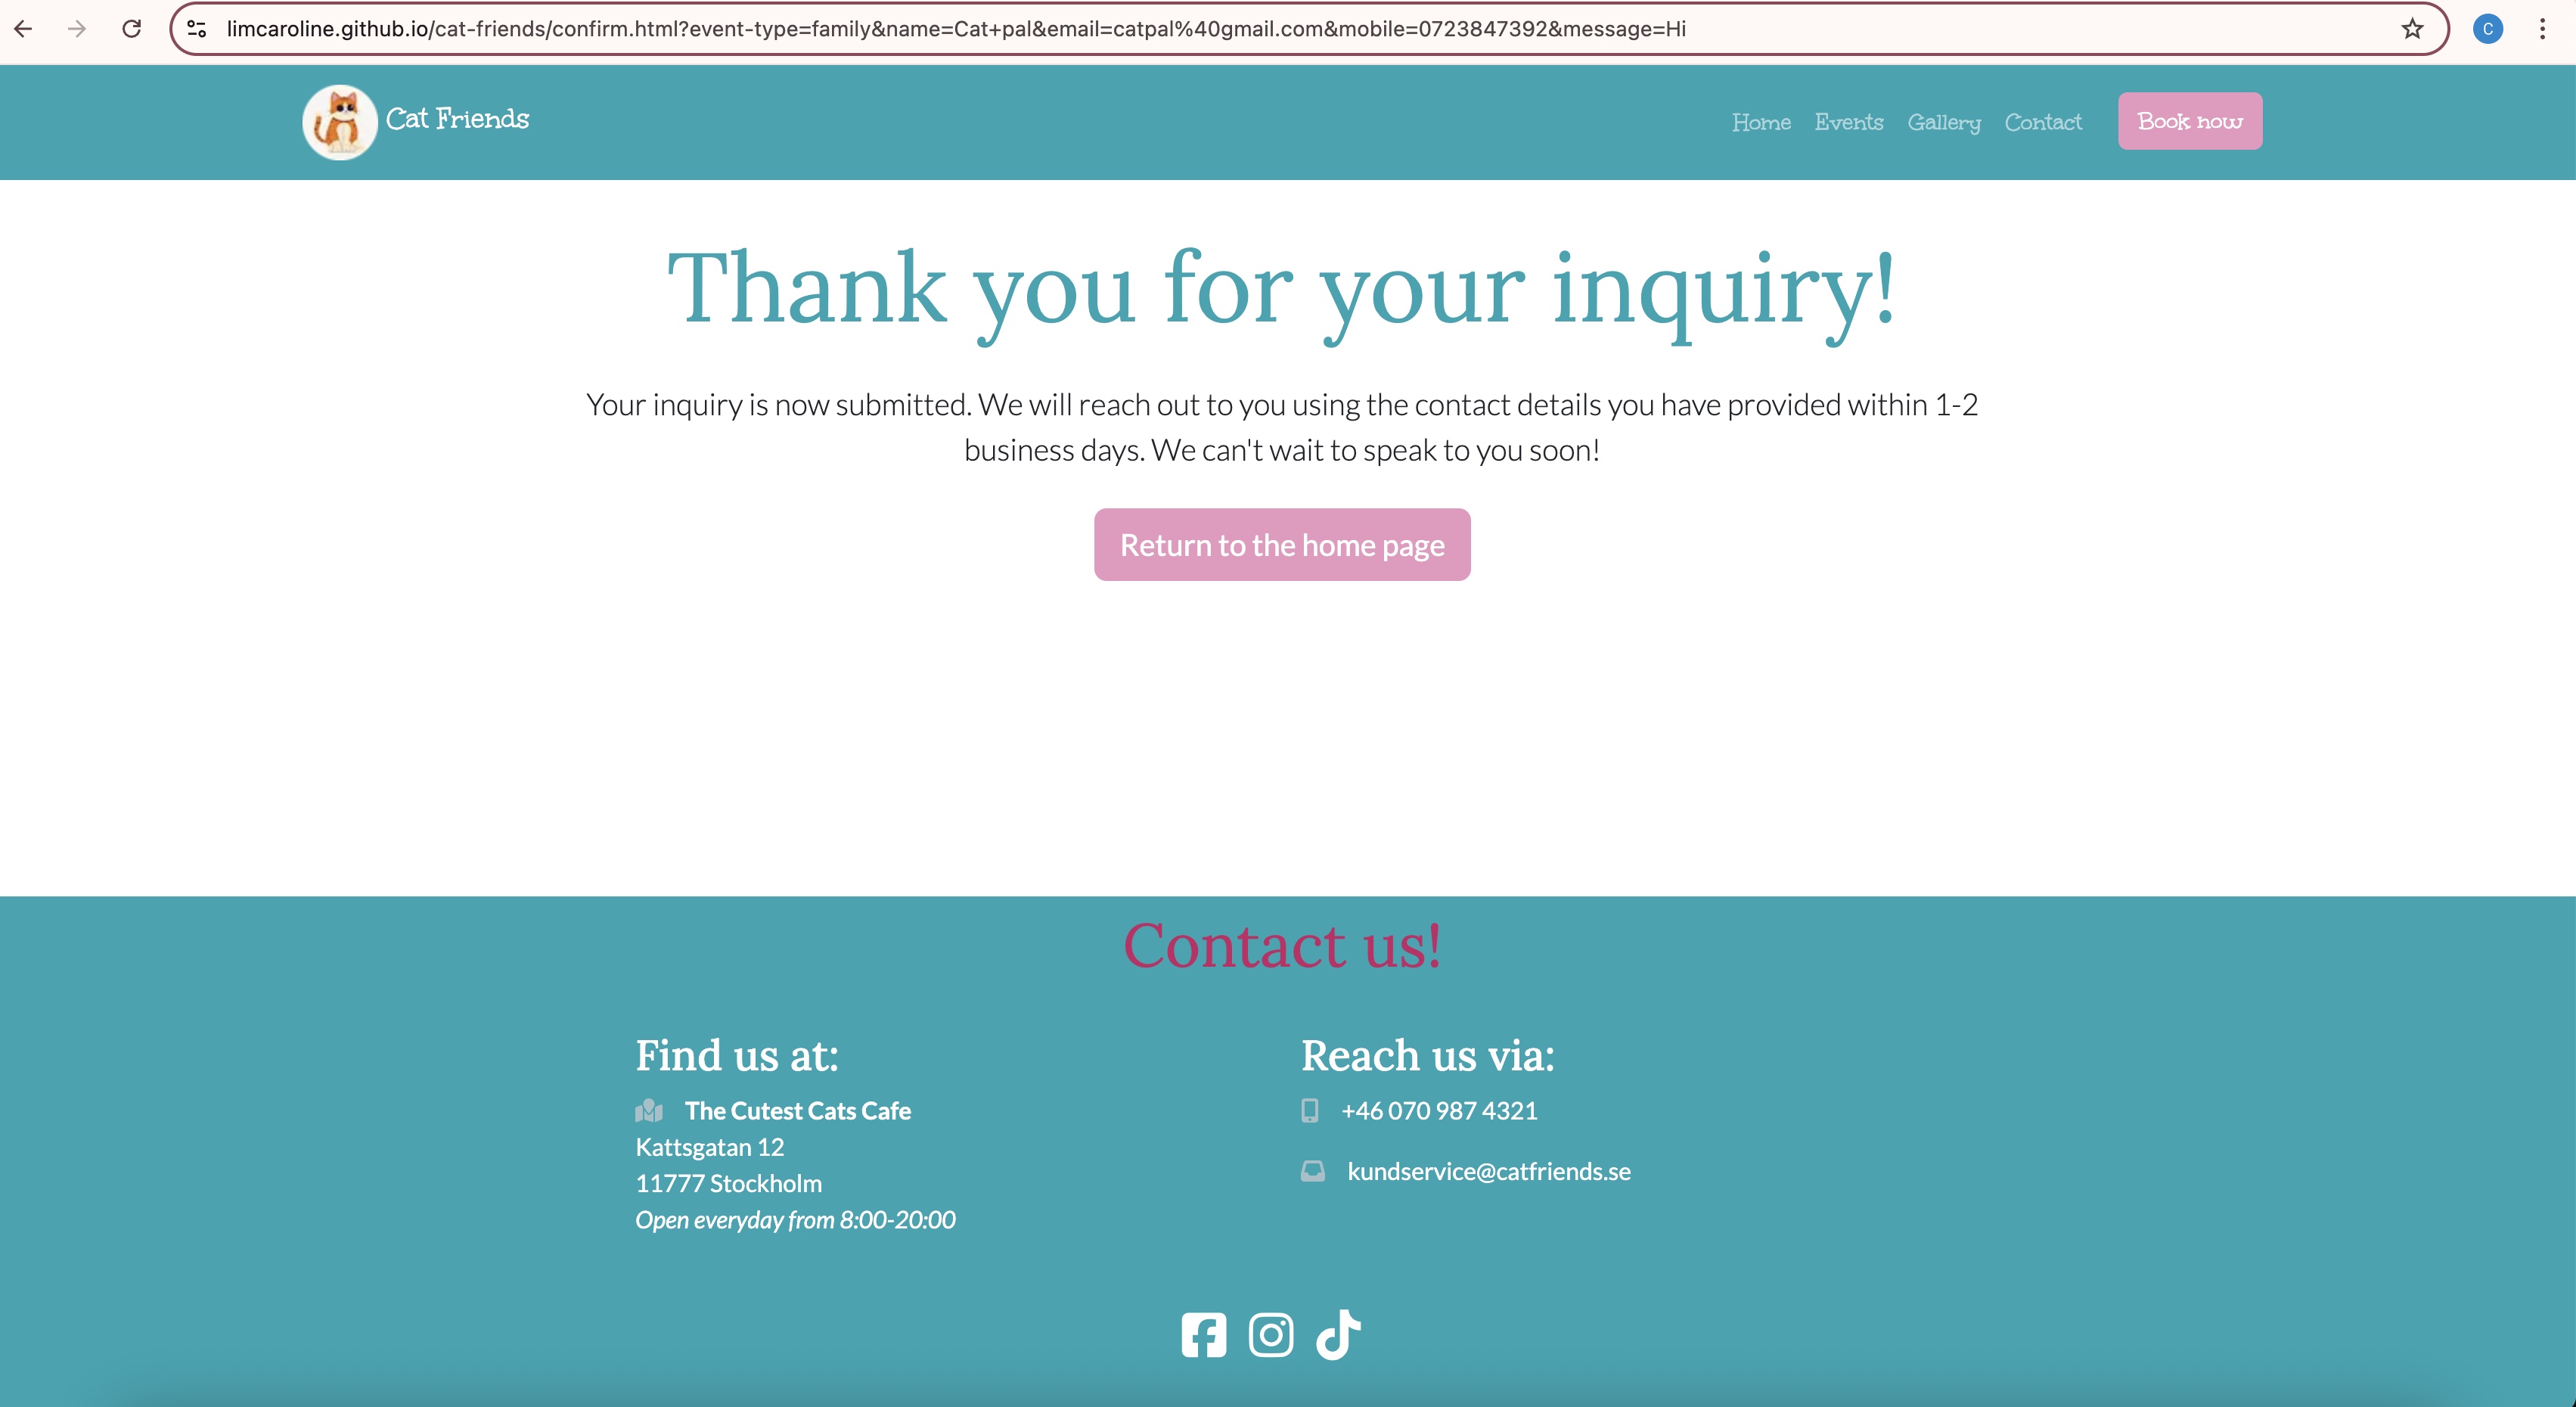 limcaroline.github.io/cat-friends/confirm.html?event-type=family&name=Cat+pal&email=catpal%40gmail.com&mobile=0723847392&message=Hi
C
Cat Friends
Home Events Gallery Contact Book now
Thank you for your inquiry!
Your inquiry is now submitted. We will reach out to you using the contact details you have provided within 1-2
business days. We can't wait to speak to you soon!
Return to the home page
Contact us!
Find us at:
The Cutest Cats Cafe
Kattsgatan 12
11777 Stockholm
Open everyday from 8:00-20:00
Reach us via:
+46 070 987 4321
kundservice@catfriends.se